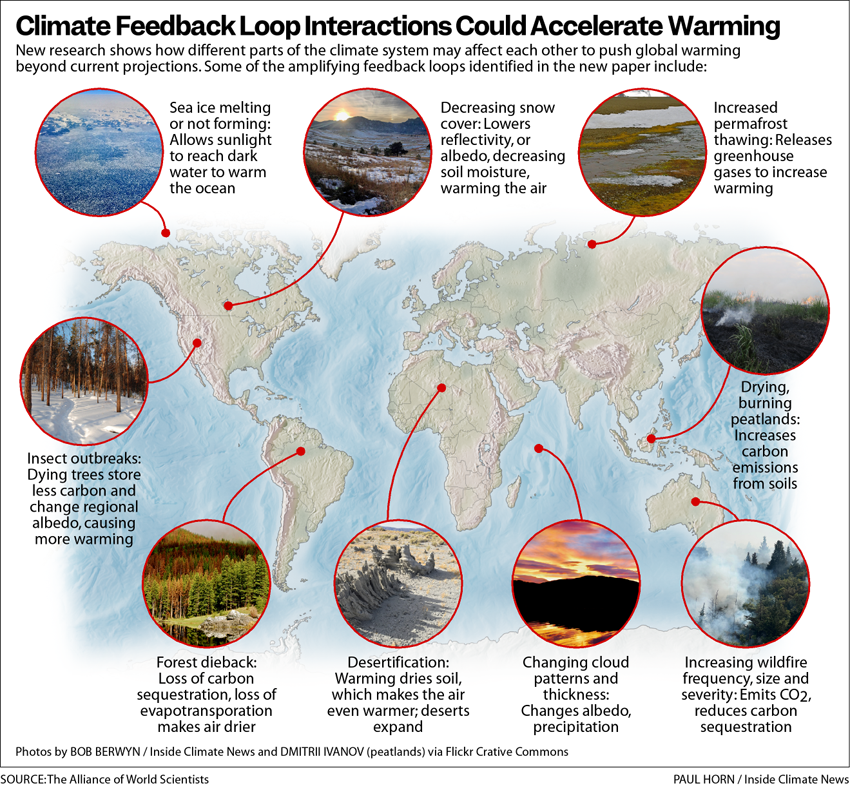 Climate Feedback Loop Interactions Could Accelerate Warming
New research shows how different parts of the climate system may affect each other to push global warming
beyond current projections. Some of the amplifying feedback loops identified in the new paper include:
Sea ice melting
or not forming:
Allows sunlight
to reach dark
water to warm
the ocean
Decreasing snow
cover: Lowers
reflectivity, or
albedo, decreasing
soil moisture,
warming the air
Increased
permafrost
thawing: Releases
greenhouse
gases to increase
warming
Drying,
burning
peatlands:
Increases
carbon
emissions
from soils
Insect outbreaks:
Dying trees store
less carbon and
change regional
albedo, causing
more warming
Forest dieback:
Loss of carbon
sequestration, loss of
evapotransporation
makes air drier
Desertification:
Warming dries soil,
which makes the air
even warmer; deserts
expand
Changing cloud
patterns and
thickness:
Changes albedo,
precipitation
Increasing wildfire
frequency, size and
severity: Emits CO2,
reduces carbon
sequestration
Photos by BOB BERWYN / Inside Climate News and DMITRII IVANOV (peatlands) via Flickr Crative Commons
SOURCE: The Alliance of World Scientists
PAUL HORN / Inside Climate News